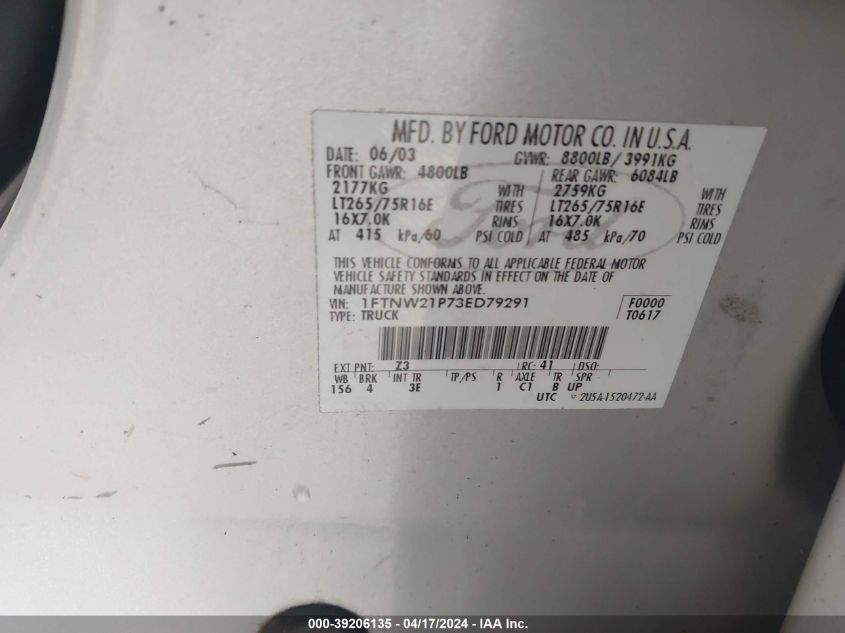 MFD. BY FORD MOTOR CO. IN U.S.A.
DATE: 06/03 GVWR: 8800LB/3991KG
FRONT GAWR: 4800LB REAR GAWR: 6084LB
2177KG WITH 2759KG WITH
LT265/75R16E TIRES LT265/75R16E TIRES
16X7.0K RIMS 16X7.0K RIMS
AT 415 kPa/60 PSI COLD AT 485 kPa/70 PSI COLD
Ford
THIS VEHICLE CONFORMS TO ALL APPLICABLE FEDERAL MOTOR
VEHICLE SAFETY STANDARDS IN EFFECT ON THE DATE OF
MANUFACTURE SHOWN ABOVE.
VIN: 1FTNW21P73ED79291 F0000
TYPE: TRUCK T0617
EXT PNT: Z3 RC: 41 DSO:
WB BRK INT TR TP/PS R AXLE TR SPR
156 4 3E 1 C1 B UP
UTC 2U5A-1520472-AA
000-39206135 - 04/17/2024 - IAA Inc.